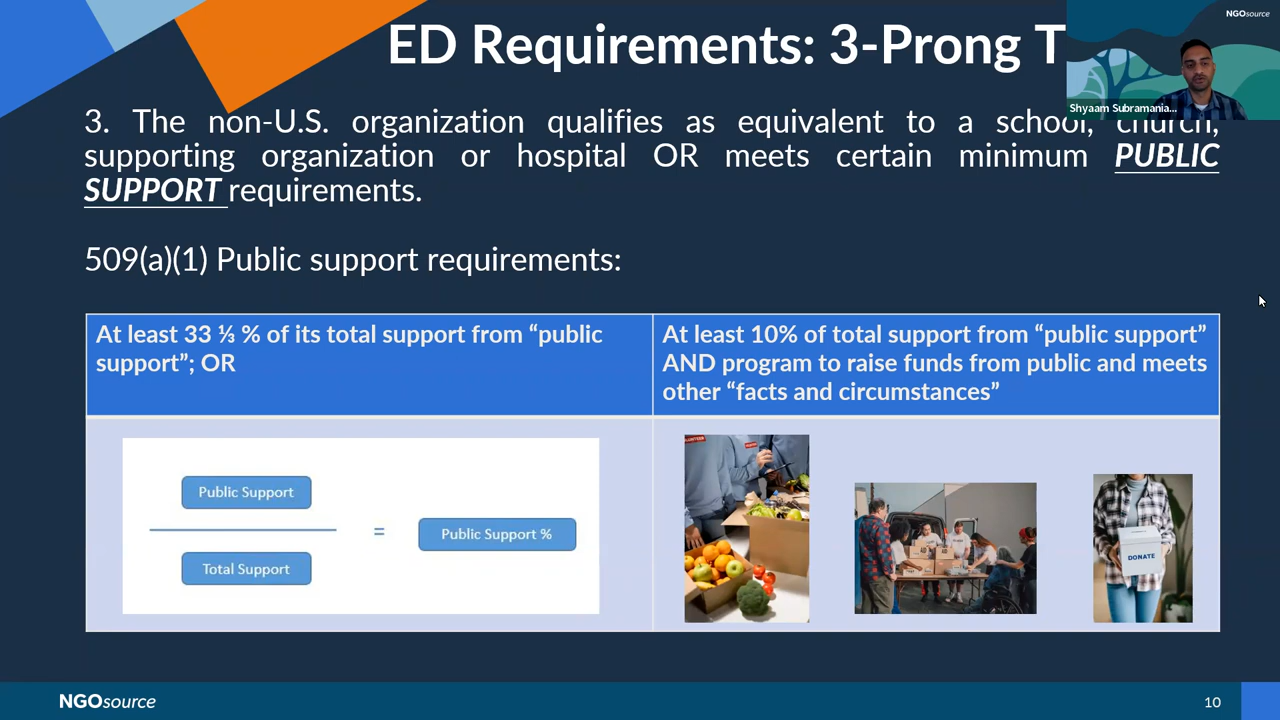 ED Requirements: 3-Prong T
NGOsource
Shyaam Subramania...
3. The non-U.S. organization qualifies as equivalent to a school, church,
supporting organization or hospital OR meets certain minimum PUBLIC
SUPPORT requirements.
509(a)(1) Public support requirements:
At least 33 ⅓ % of its total support from “public
support”; OR
At least 10% of total support from “public support”
AND program to raise funds from public and meets
other “facts and circumstances”
Public Support
Total Support
=
Public Support %
DONATE
NGOsource
10